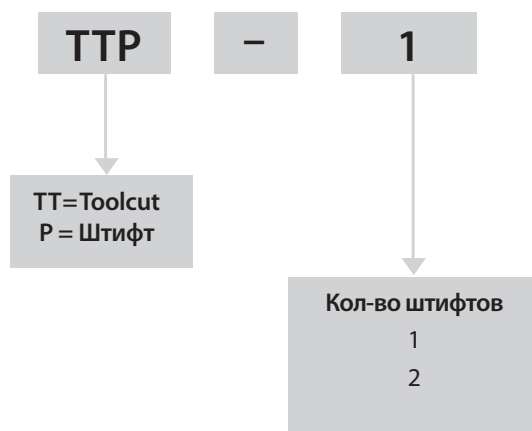 TTP – 1
TT=Toolcut
P = Штифт
Кол-во штифтов
1
2